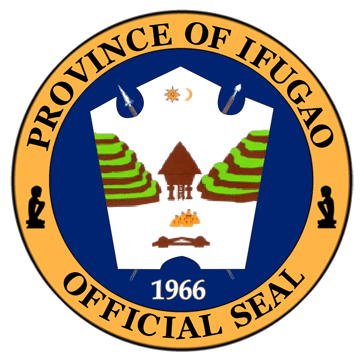 PROVINCE OF IFUGAO
1966
OFFICIAL SEAL